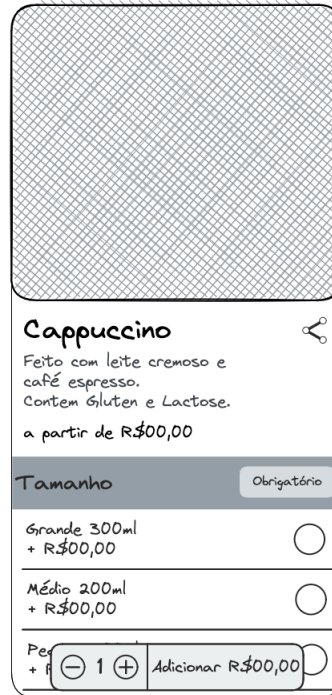 Cappuccino
Feito com leite cremoso e
café espresso.
Contem Gluten e Lactose.
a partir de R$00,00
Tamanho
Obrigatório
Grande 300ml
+ R$00,00
Médio 200ml
+ R$00,00
1
Adicionar R$00,00